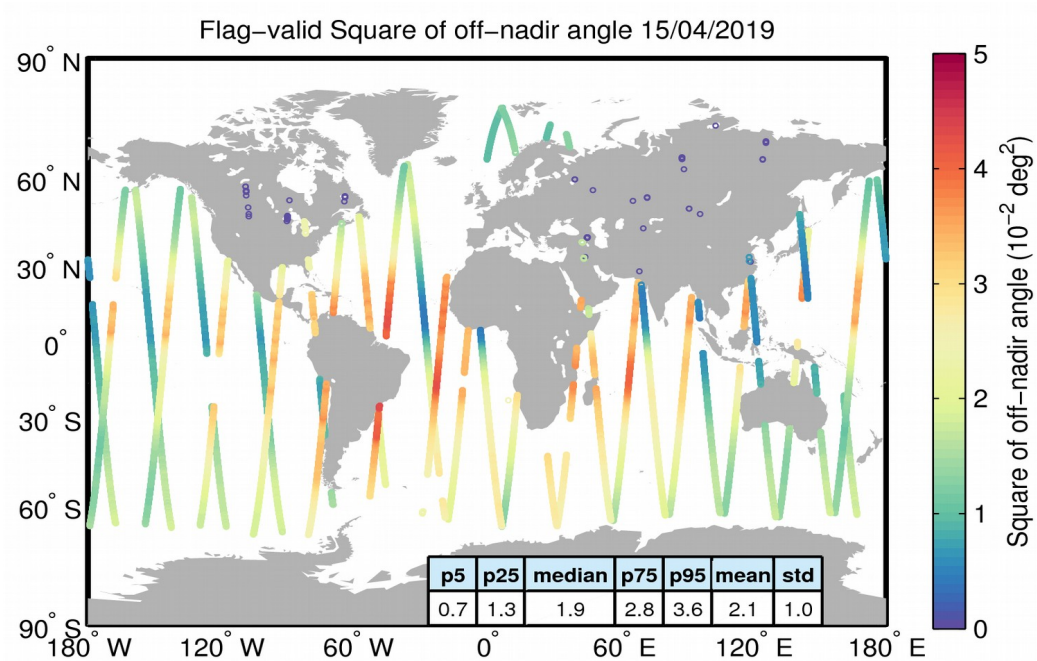 Flag−valid Square of off−nadir angle 15/04/2019
90° N
60° N
30° N
0°
30° S
60° S
90° S
180° W
120° W
60° W
0°
60° E
120° E
180° E
p5 p25 median p75 p95 mean std
0.7 1.3 1.9 2.8 3.6 2.1 1.0
5
4
3
2
1
0
Square of off−nadir angle (10⁻² deg²)